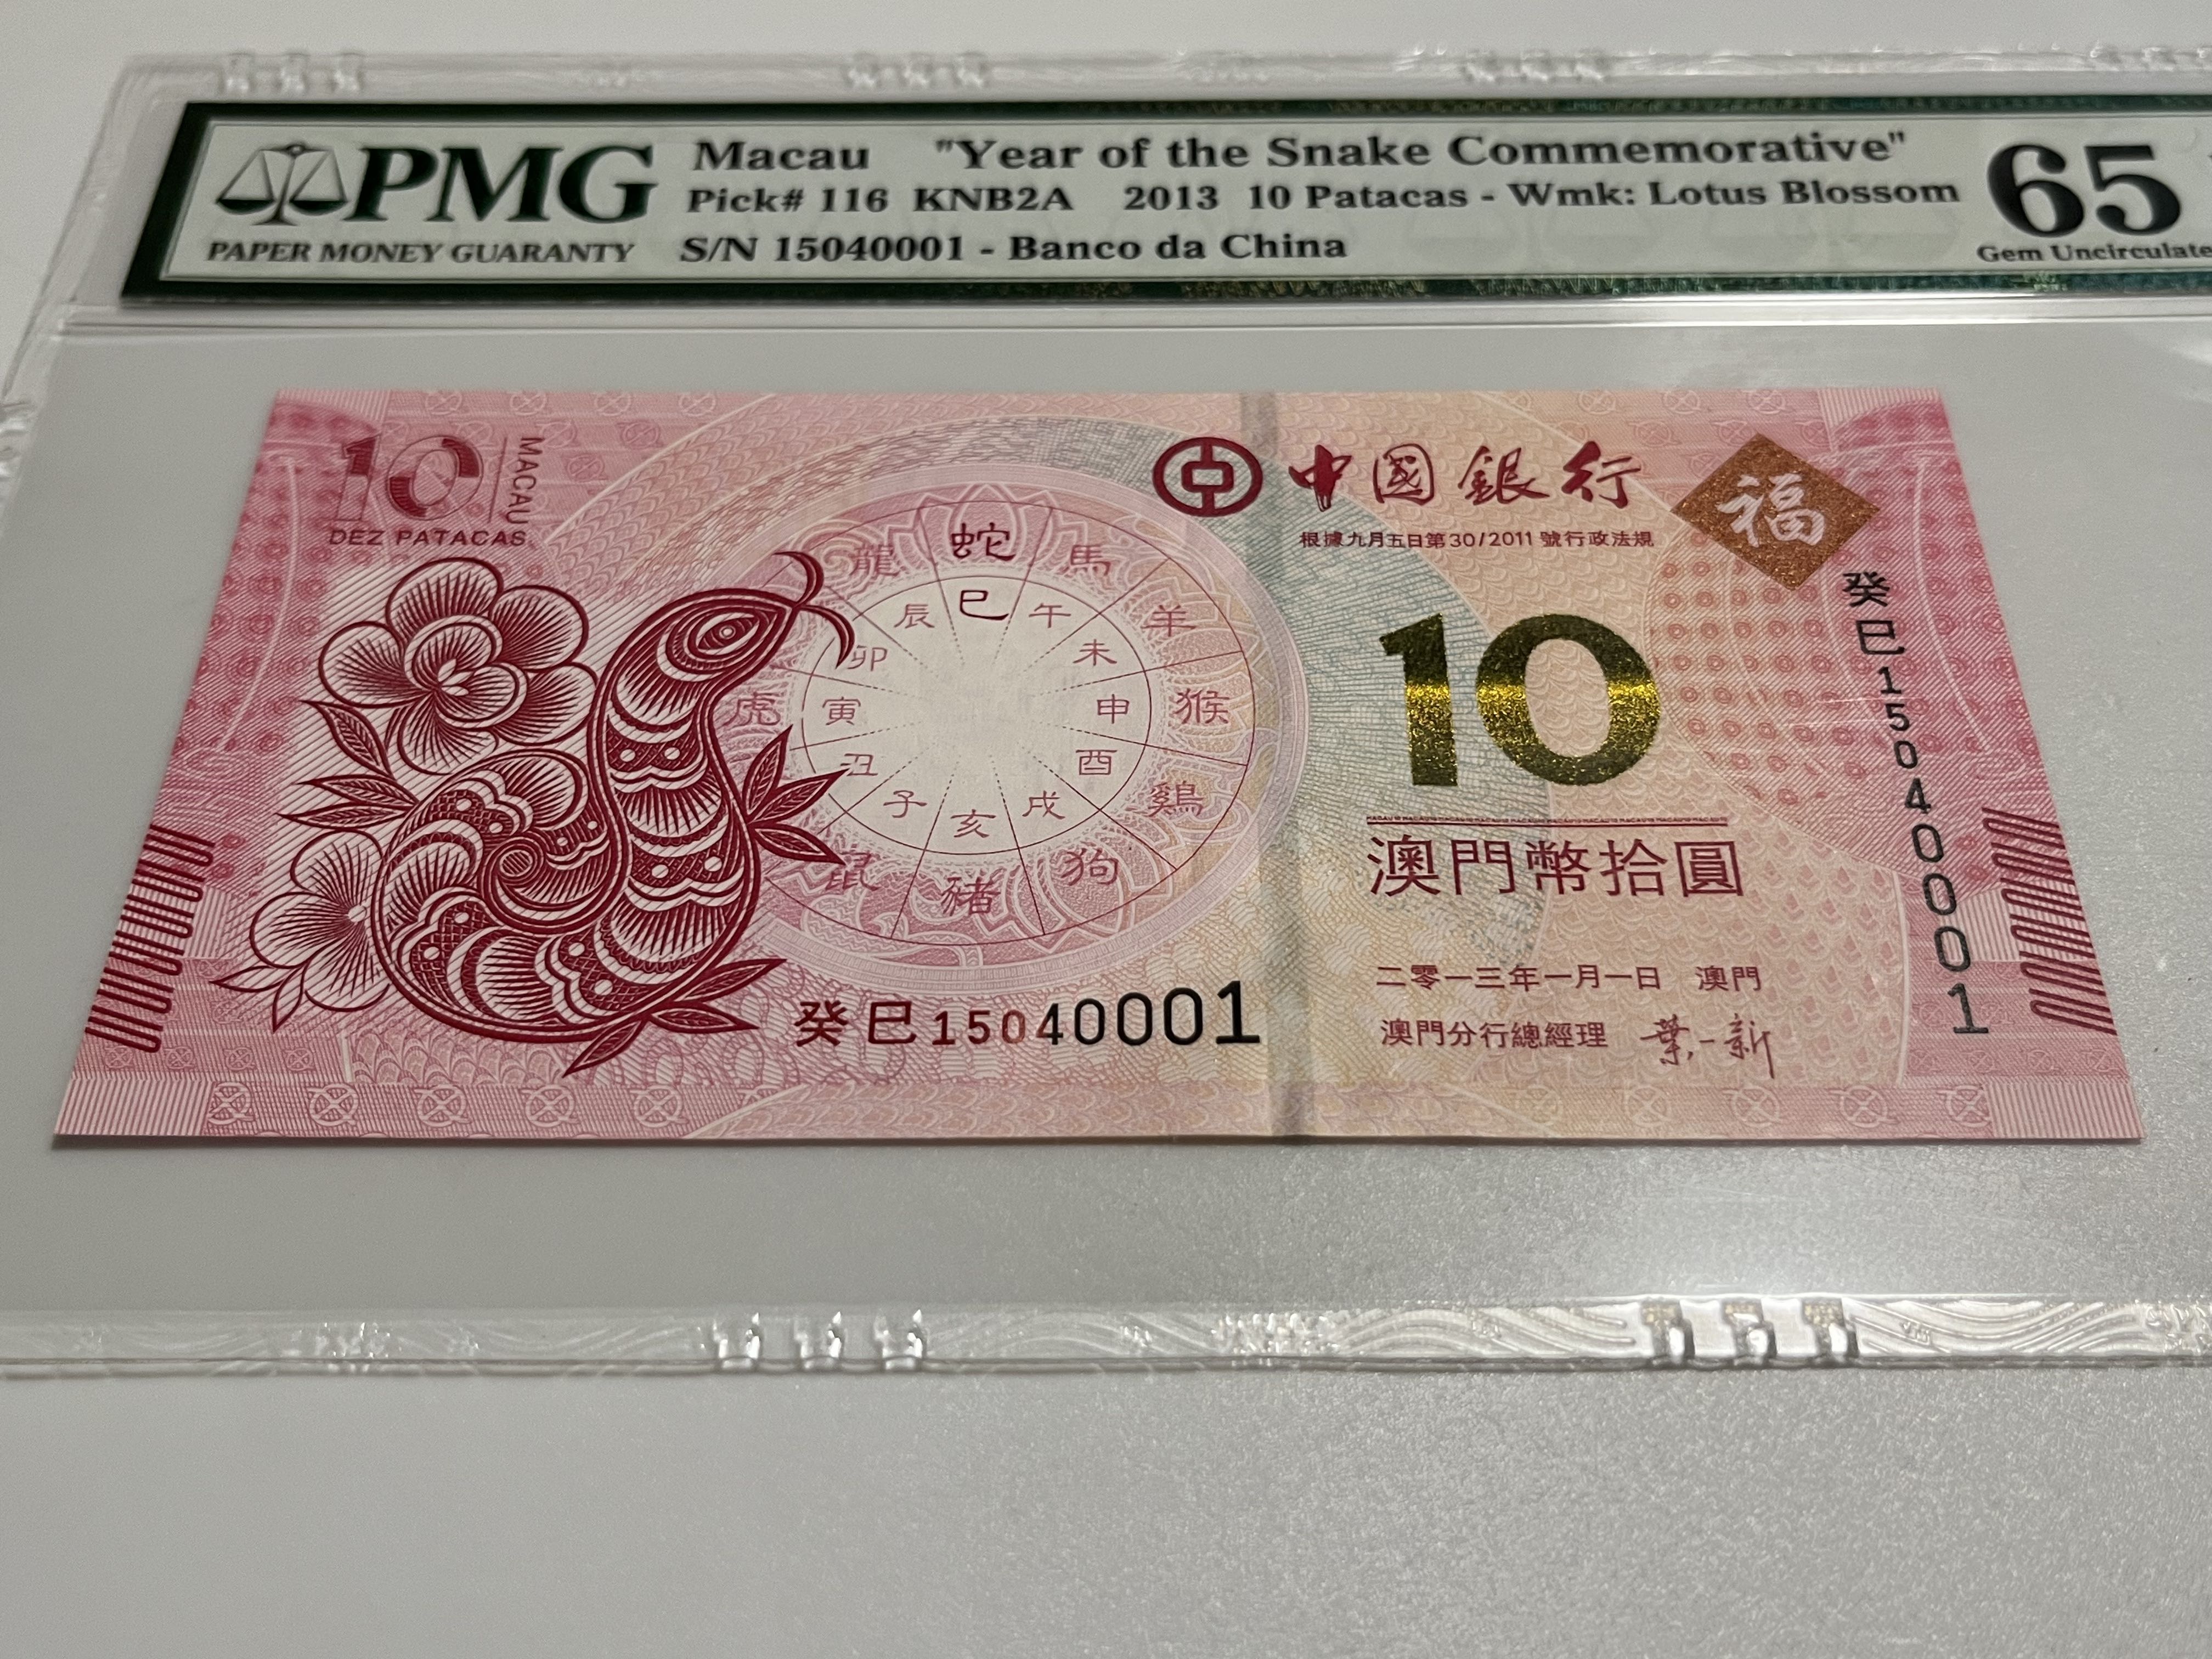 PMG
PAPER MONEY GUARANTY
Macau "Year of the Snake Commemorative"
Pick# 116 KNB2A 2013 10 Patacas - Wmk: Lotus Blossom
S/N 15040001 - Banco da China
65
Gem Uncirculate
10
MACAU
DEZ PATACAS
中國銀行
根據九月五日第30/2011號行政法規
福
癸巳15040001
蛇
馬
羊
猴
鷄
狗
豬
鼠
虎
龍
巳
午
未
申
酉
戌
亥
子
丑
寅
卯
辰
10
澳門幣拾圓
二零一三年一月一日 澳門
澳門分行總經理 葉一新
癸巳15040001